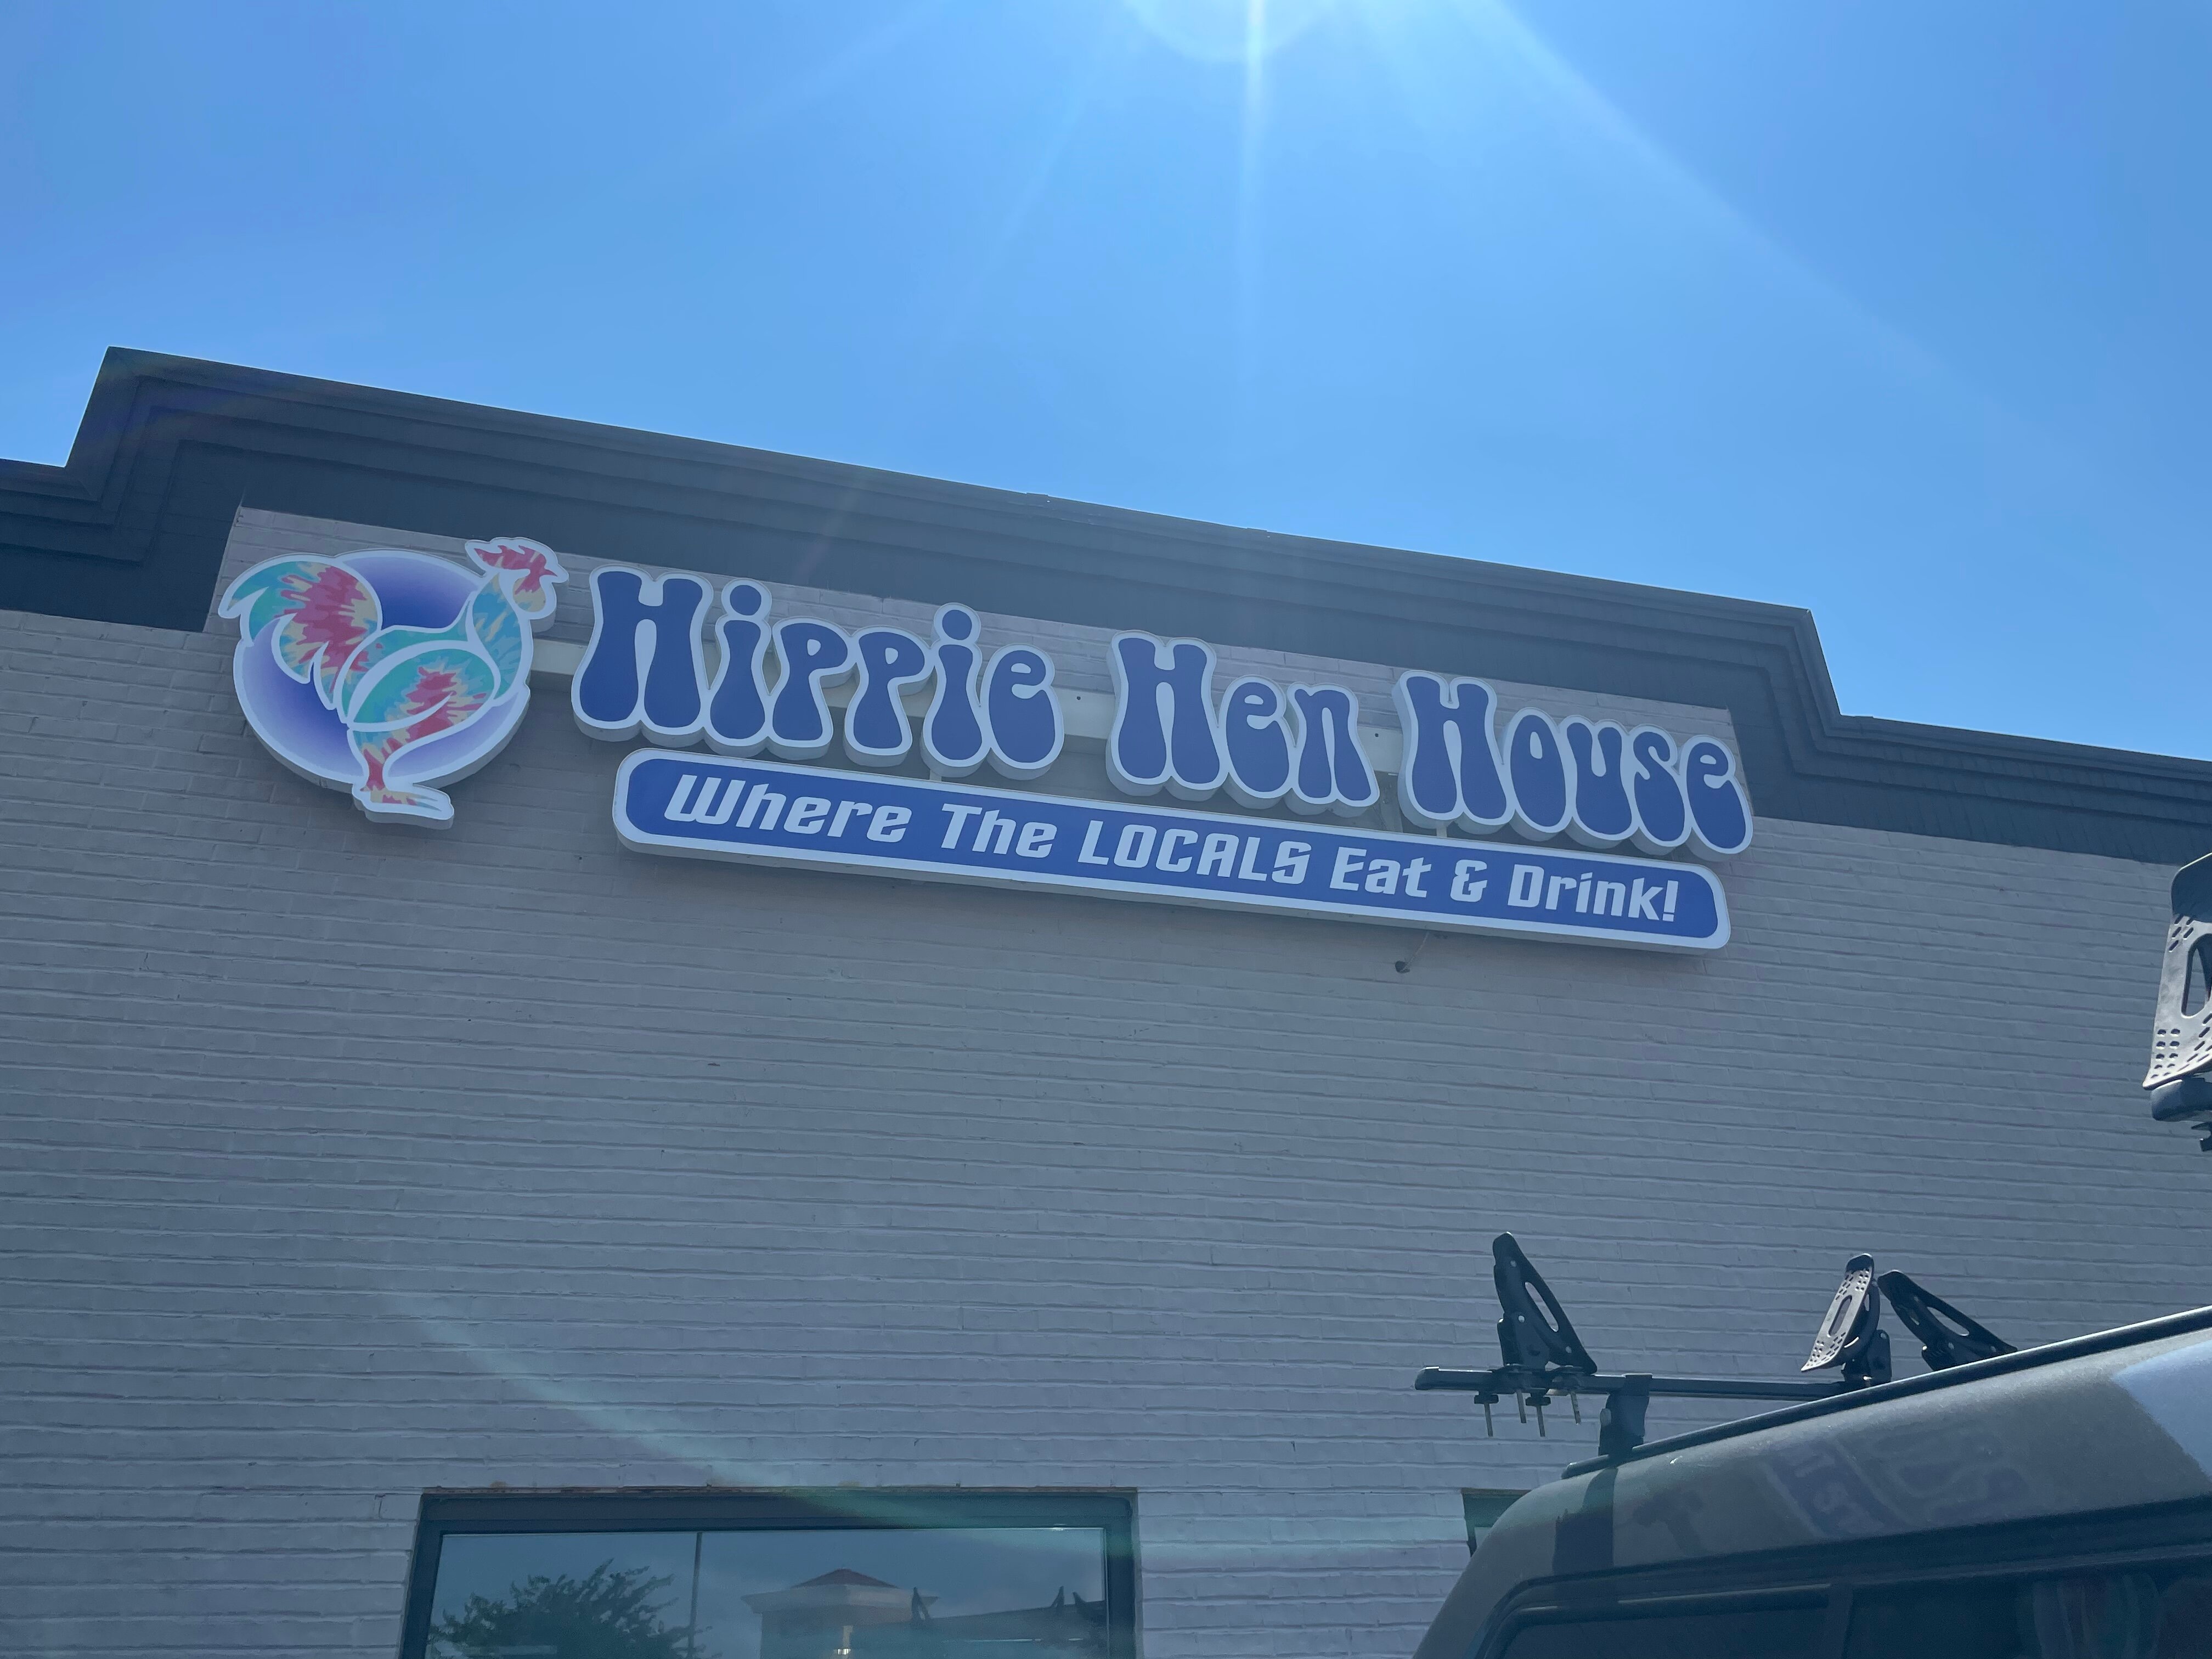 Hippie Hen House
Where The LOCALS Eat & Drink!